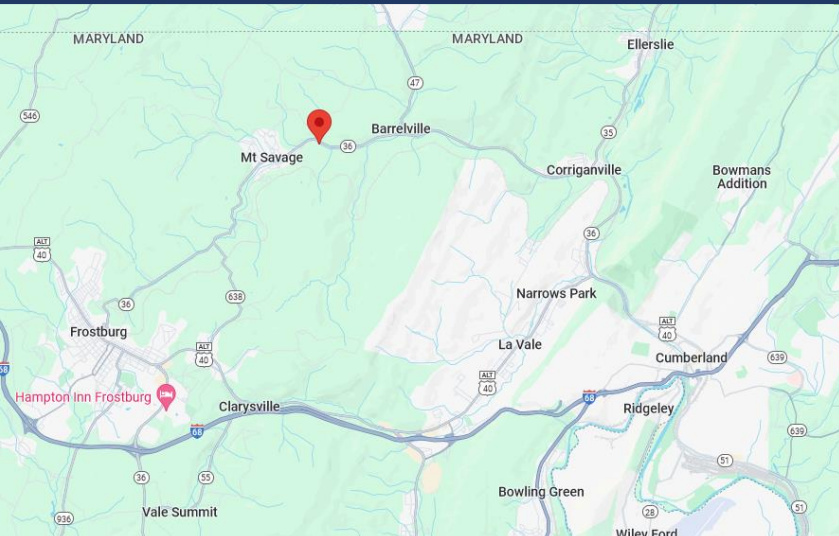 MARYLAND
MARYLAND
Ellerslie
47
546
35
Barrelville
36
Mt Savage
Corriganville
Bowmans
Addition
36
ALT
40
Narrows Park
638
36
Frostburg
ALT
40
La Vale
ALT
40
Cumberland
639
68
ALT
40
Hampton Inn Frostburg
68
Clarysville
Ridgeley
68
639
51
36
55
Bowling Green
Vale Summit
936
28
51
Wiley Ford